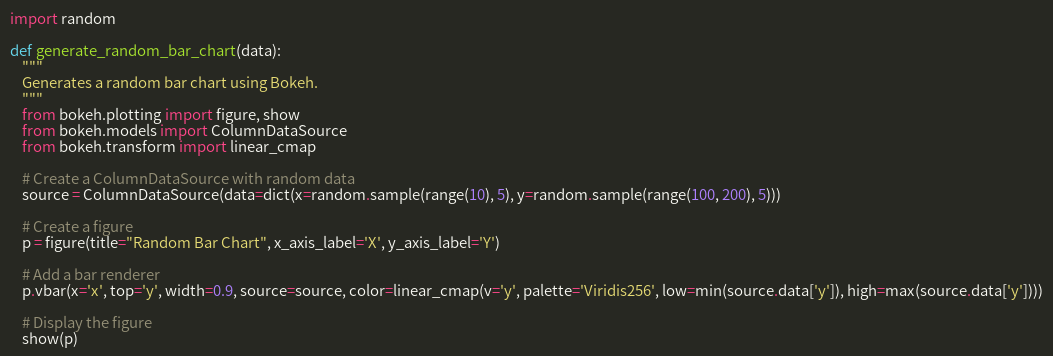 import random
def generate_random_bar_chart(data):
"""
Generates a random bar chart using Bokeh.
"""
from bokeh.plotting import figure, show
from bokeh.models import ColumnDataSource
from bokeh.transform import linear_cmap
# Create a ColumnDataSource with random data
source = ColumnDataSource(data=dict(x=random.sample(range(10), 5), y=random.sample(range(100, 200), 5)))
# Create a figure
p = figure(title="Random Bar Chart", x_axis_label='X', y_axis_label='Y')
# Add a bar renderer
p.vbar(x='x', top='y', width=0.9, source=source, color=linear_cmap(v='y', palette='Viridis256', low=min(source.data['y']), high=max(source.data['y'])))
# Display the figure
show(p)